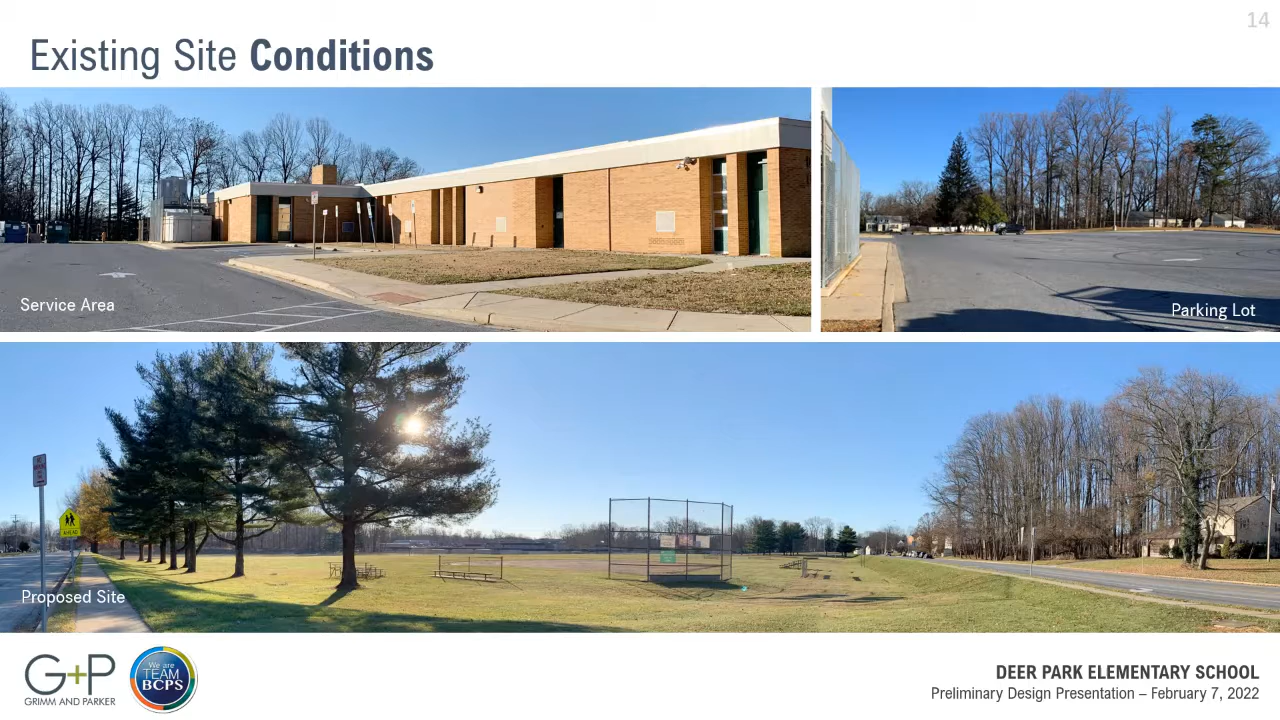 14
Existing Site Conditions
Service Area
Parking Lot
AHEAD
Proposed Site
G+P
GRIMM AND PARKER
We are
TEAM
BCPS
DEER PARK ELEMENTARY SCHOOL
Preliminary Design Presentation – February 7, 2022